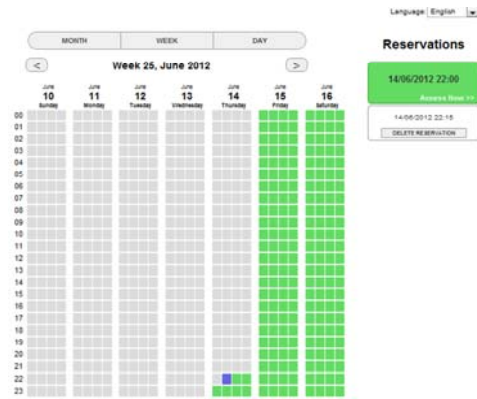 Language: English
MONTH WEEK DAY
< Week 25, June 2012 >
June June June June June June June
10 11 12 13 14 15 16
Sunday Monday Tuesday Wednesday Thursday Friday Saturday
00
01
02
03
04
05
06
07
08
09
10
11
12
13
14
15
16
17
18
19
20
21
22
23
Reservations
14/06/2012 22:00
Access Now >>
14/06/2012 22:15
DELETE RESERVATION